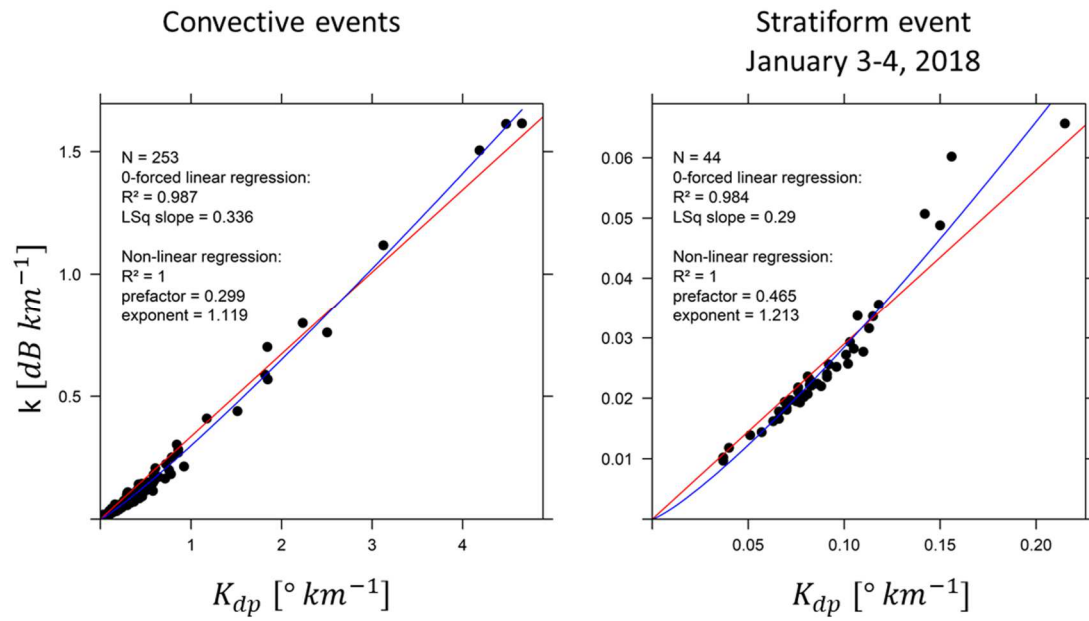 Convective events
N = 253
0-forced linear regression:
R² = 0.987
LSq slope = 0.336
Non-linear regression:
R² = 1
prefactor = 0.299
exponent = 1.119
k [dB km⁻¹]
1.5
1.0
0.5
1
2
3
4
K_dp [° km⁻¹]
Stratiform event
January 3-4, 2018
N = 44
0-forced linear regression:
R² = 0.984
LSq slope = 0.29
Non-linear regression:
R² = 1
prefactor = 0.465
exponent = 1.213
0.06
0.05
0.04
0.03
0.02
0.01
0.05
0.10
0.15
0.20
K_dp [° km⁻¹]